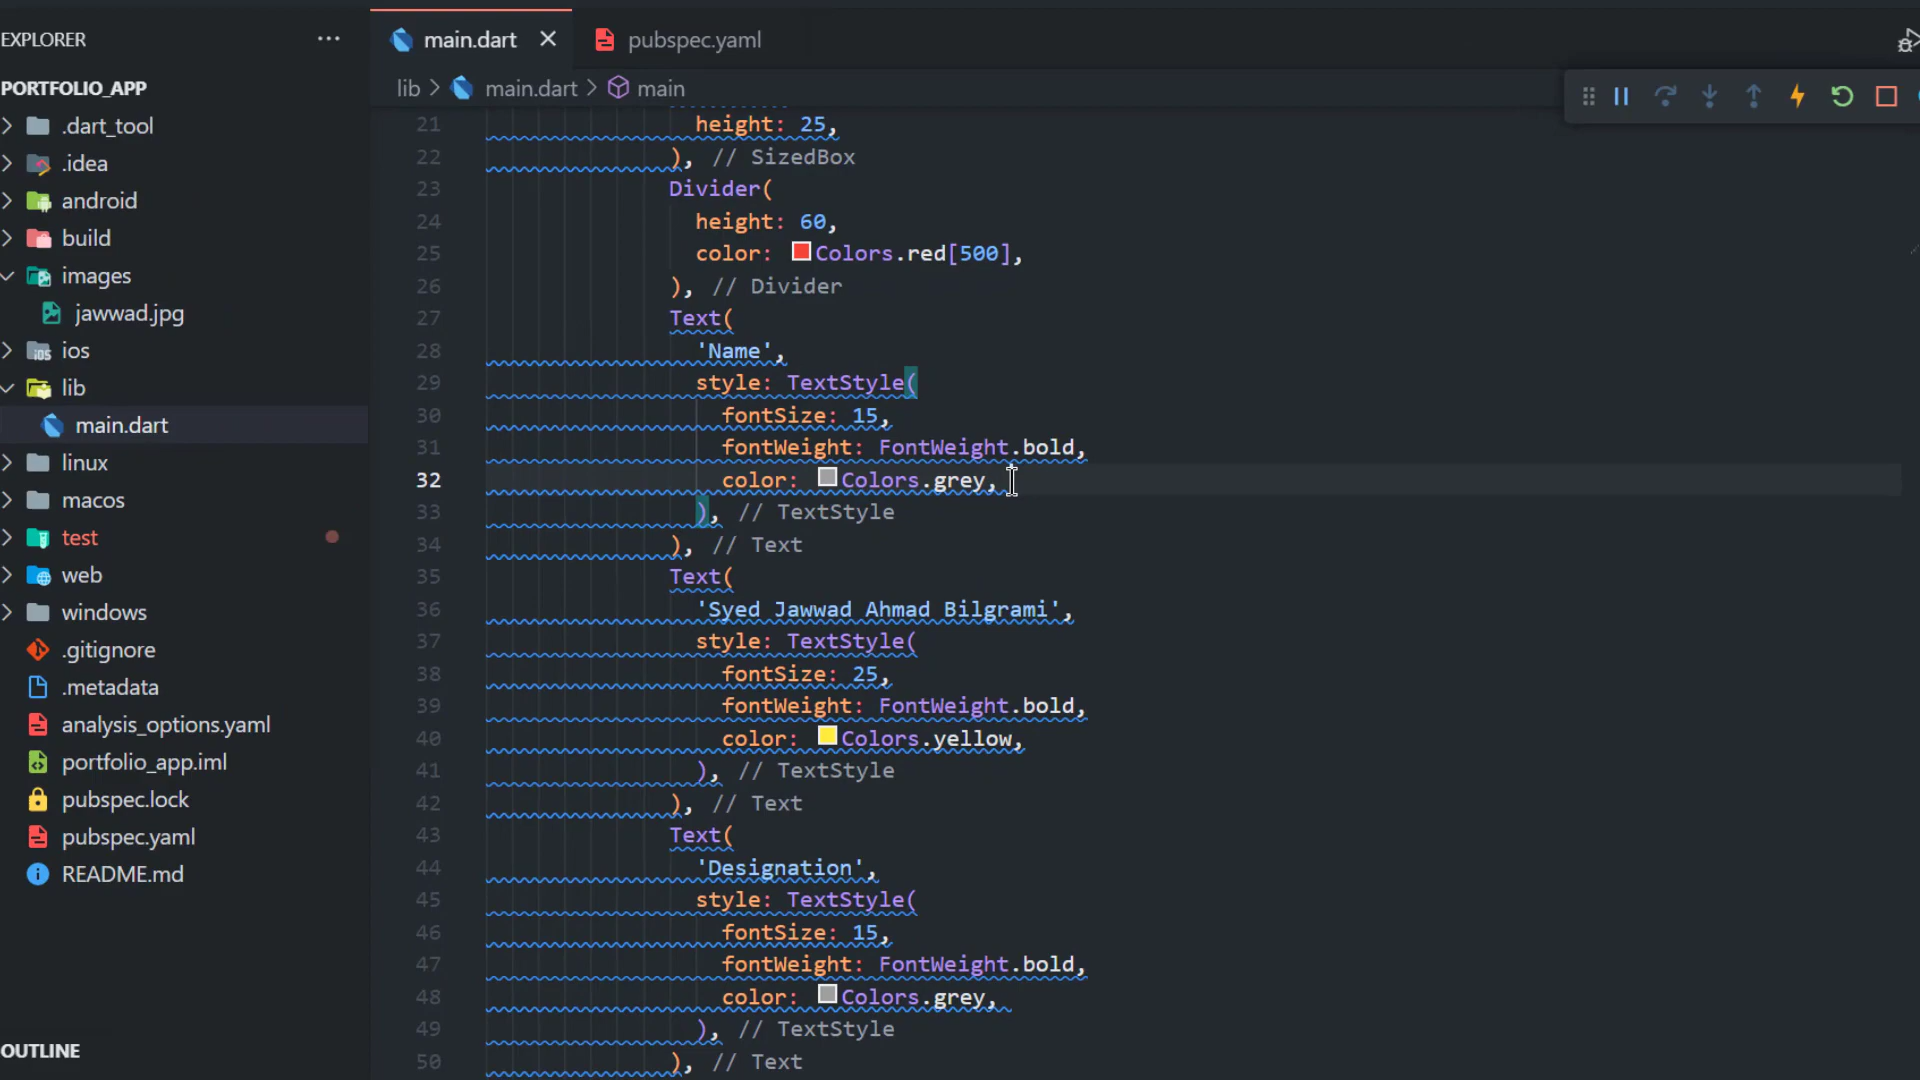 EXPLORER
PORTFOLIO_APP
.dart_tool
.idea
android
build
images
jawwad.jpg
ios
lib
main.dart
linux
macos
test
web
windows
.gitignore
.metadata
analysis_options.yaml
portfolio_app.iml
pubspec.lock
pubspec.yaml
README.md
OUTLINE
main.dart
pubspec.yaml
lib > main.dart > main
21 height: 25,
22 ), // SizedBox
23 Divider(
24 height: 60,
25 color: Colors.red[500],
26 ), // Divider
27 Text(
28 'Name',
29 style: TextStyle(
30 fontSize: 15,
31 fontWeight: FontWeight.bold,
32 color: Colors.grey,
33 ), // TextStyle
34 ), // Text
35 Text(
36 'Syed Jawwad Ahmad Bilgrami',
37 style: TextStyle(
38 fontSize: 25,
39 fontWeight: FontWeight.bold,
40 color: Colors.yellow,
41 ), // TextStyle
42 ), // Text
43 Text(
44 'Designation',
45 style: TextStyle(
46 fontSize: 15,
47 fontWeight: FontWeight.bold,
48 color: Colors.grey,
49 ), // TextStyle
50 ), // Text